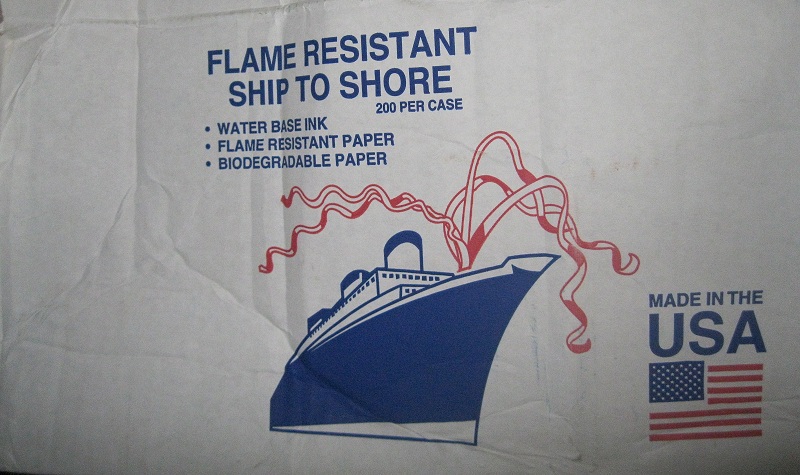 FLAME RESISTANT
SHIP TO SHORE
200 PER CASE
• WATER BASE INK
• FLAME RESISTANT PAPER
• BIODEGRADABLE PAPER
MADE IN THE
USA